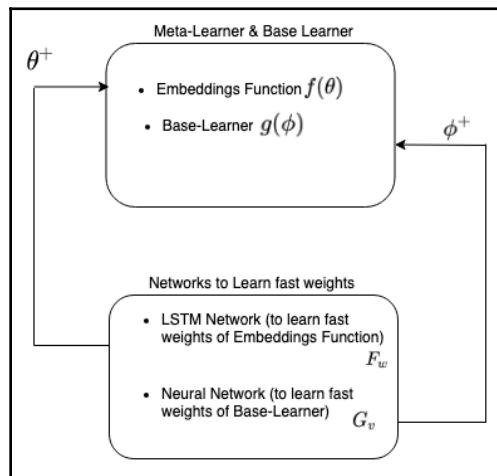 Meta-Learner & Base Learner
θ⁺
• Embeddings Function f(θ)
• Base-Learner g(ϕ)
ϕ⁺
Networks to Learn fast weights
• LSTM Network (to learn fast
weights of Embeddings Function)
F_w
• Neural Network (to learn fast
weights of Base-Learner)
G_v